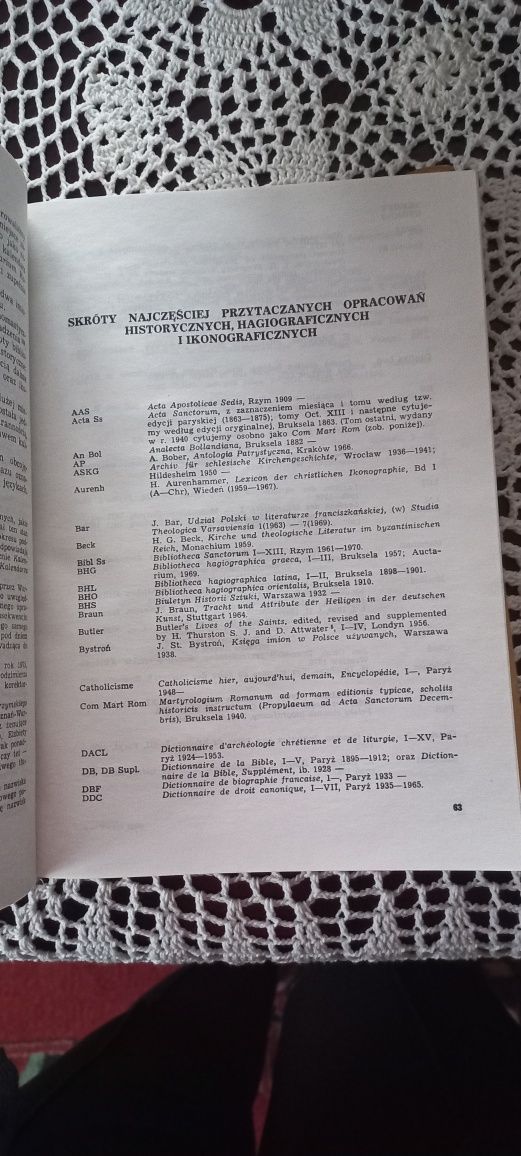 SKRÓTY NAJCZĘŚCIEJ PRZYTACZANYCH OPRACOWAŃ
HISTORYCZNYCH, HAGIOGRAFICZNYCH
I IKONOGRAFICZNYCH
AAS Acta Apostolicae Sedis, Rzym 1909 —
Acta Ss Acta Sanctorum, z zaznaczeniem miesiąca i tomu według tzw.
edycji paryskiej (1863—1875); tomy Oct. XIII i następne cytuje-
my według edycji oryginalnej, Bruksela 1863. (Tom ostatni, wydany
w r. 1940 cytujemy osobno jako Com Mart Rom (zob. poniżej).
An Bol Analecta Bollandiana, Bruksela 1882 —
AP A. Bober, Antologia Patrystyczna, Kraków 1966.
ASKG Archiv für schlesische Kirchengeschichte, Wrocław 1936—1941;
Hildesheim 1950 —
Aurenh H. Aurenhammer, Lexicon der christlichen Ikonographie, Bd I
(A—Chr), Wiedeń (1959—1967).
Bar J. Bar, Udział Polski w literaturze franciszkańskiej, (w) Studia
Theologica Varsaviensia 1(1963) — 7(1969).
Beck H. G. Beck, Kirche und theologische Literatur im byzantinischen
Reich, Monachium 1959.
Bibl Ss Bibliotheca Sanctorum I—XIII, Rzym 1961—1970.
BHG Bibliotheca hagiographica graeca, I—III, Bruksela 1957; Aucta-
rium, 1969.
BHL Bibliotheca hagiographica latina, I—II, Bruksela 1898—1901.
BHO Bibliotheca hagiographica orientalis, Bruksela 1910.
BHS Biuletyn Historii Sztuki, Warszawa 1932 —
Braun J. Braun, Tracht und Attribute der Heiligen in der deutschen
Kunst, Stuttgart 1964.
Butler Butler's Lives of the Saints, edited, revised and supplemented
by H. Thurston S. J. and D. Attwater, I—IV, Londyn 1956.
Bystroń J. St. Bystroń, Księga imion w Polsce używanych, Warszawa
1938.
Catholicisme Catholicisme hier, aujourd'hui, demain, Encyclopédie, I—, Paryż
1948—
Com Mart Rom Martyrologium Romanum ad formam editionis typicae, scholiis
historicis instructum (Propylaeum ad Acta Sanctorum Decem-
bris), Bruksela 1940.
DACL Dictionnaire d'archéologie chrétienne et de liturgie, I—XV, Pa-
ryż 1924—1953.
DB, DB Supl. Dictionnaire de la Bible, I—V, Paryż 1895—1912; oraz Diction-
naire de la Bible, Supplément, ib. 1928 —
DBF Dictionnaire de biographie francaise, I—, Paryż 1933 —
DDC Dictionnaire de droit canonique, I—VII, Paryż 1935—1965.
63